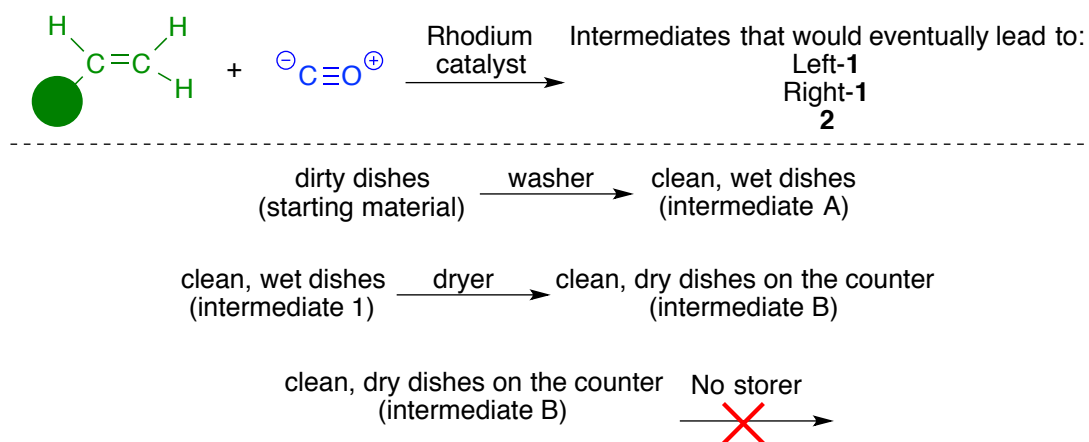 H H
C=C
H
+
⊖C≡O⊕
Rhodium
catalyst
Intermediates that would eventually lead to:
Left-1
Right-1
2
dirty dishes
(starting material)
washer
clean, wet dishes
(intermediate A)
clean, wet dishes
(intermediate 1)
dryer
clean, dry dishes on the counter
(intermediate B)
clean, dry dishes on the counter
(intermediate B)
No storer